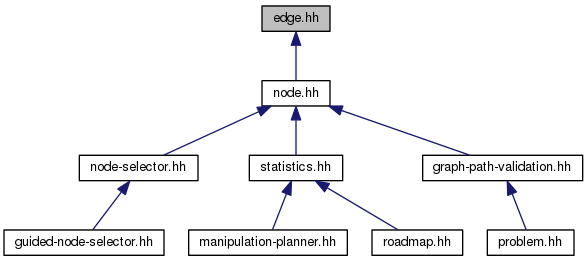 edge.hh
node.hh
node-selector.hh
statistics.hh
graph-path-validation.hh
guided-node-selector.hh
manipulation-planner.hh
roadmap.hh
problem.hh